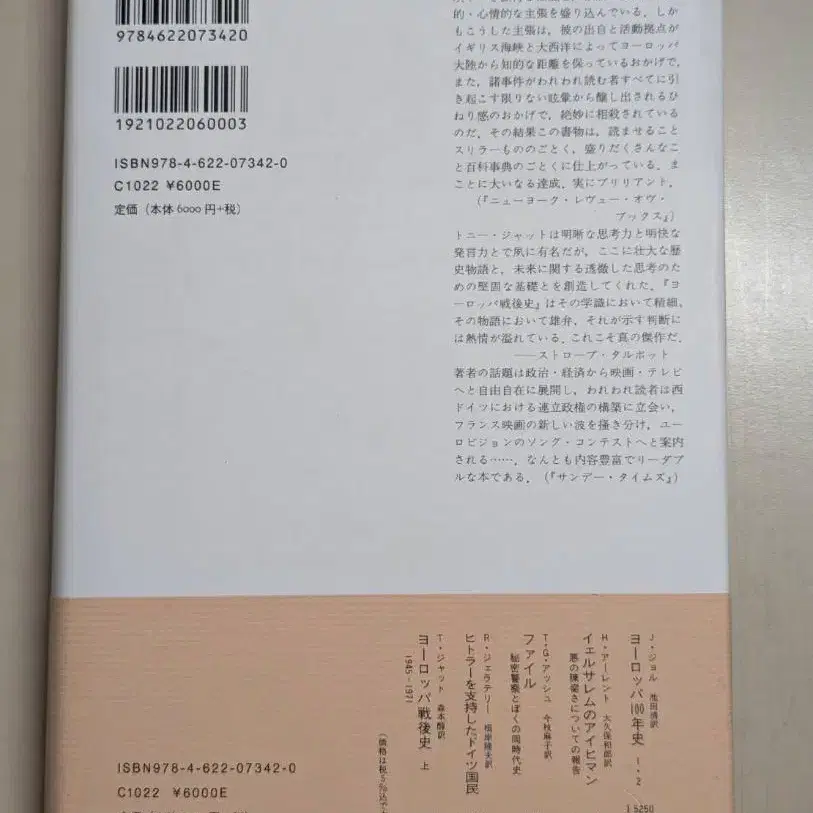 9784622073420
1921022060003
ISBN978-4-622-07342-0
C1022 ¥6000E
定価（本体6000円+税）
的・心情的な主張を盛り込んでいる．しか
もこうした主張は，彼の出自と活動拠点が
イギリス海峡と大西洋によってヨーロッパ
大陸から知的な距離を保っているおかげで，
また，諸事件がわれわれ読む者すべてに引
き起こす限りない眩暈から醸し出されるひ
ねり感のおかげで，絶妙に相殺されている
のだ．その結果この書物は，読ませること
スリラーもののごとく，盛りだくさんなこ
と百科事典のごとくに仕上がっている．ま
ことに大いなる達成．実にブリリアント．
（『ニューヨーク・レヴュー・オヴ・
ブックス』）
トニー・ジャットは明晰な思考力と明快な
発言力とで夙に有名だが，ここに壮大な歴
史物語と，未来に関する透徹した思考のた
めの堅固な基礎とを創造してくれた．『ヨ
ーロッパ戦後史』はその学識において精細，
その物語において雄弁，それが示す判断に
は熱情が溢れている．これこそ真の傑作だ．
——ストローブ・タルボット
著者の話題は政治・経済から映画・テレビ
へと自由自在に展開し，われわれ読者は西
ドイツにおける連立政権の構築に立会い，
フランス映画の新しい波を掻き分け，ユー
ロビジョンのソング・コンテストへと案内
される……．なんとも内容豊富でリーダブ
ルな本である．（『サンデー・タイムズ』）
J・ジョル 池田清訳
ヨーロッパ100年史 1・2
1 5250
H・アーレント 大久保和郎訳
イェルサレムのアイヒマン
悪の陳腐さについての報告
T・G・アッシュ 今枝麻子訳
ファイル
秘密警察とぼくの同時代史
R・ジェラテリー 根岸隆夫訳
ヒトラーを支持したドイツ国民
T・ジャット 森本醇訳
ヨーロッパ戦後史 上
1945-1971
（価格は税5%込で
ISBN978-4-622-07342-0
C1022 ¥6000E